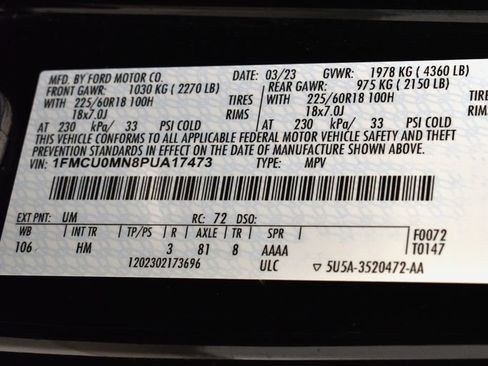 MFD. BY FORD MOTOR CO. DATE: 03/23 GVWR: 1978 KG (4360 LB)
FRONT GAWR: 1030 KG (2270 LB) REAR GAWR: 975 KG (2150 LB)
WITH 225/60R18 100H TIRES WITH 225/60R18 100H TIRES
18x7.0J RIMS 18x7.0J RIMS
AT 230 kPa/ 33 PSI COLD AT 230 kPa/ 33 PSI COLD
THIS VEHICLE CONFORMS TO ALL APPLICABLE FEDERAL MOTOR VEHICLE SAFETY AND THEFT
PREVENTION STANDARDS IN EFFECT ON THE DATE OF MANUFACTURE SHOWN ABOVE.
VIN: 1FMCU0MN8PUA17473 TYPE: MPV
EXT PNT: UM RC: 72 DSO:
WB INT TR TP/PS R AXLE TR SPR F0072
106 HM 3 81 8 AAAA T0147
1202302173696 ULC 5U5A-3520472-AA